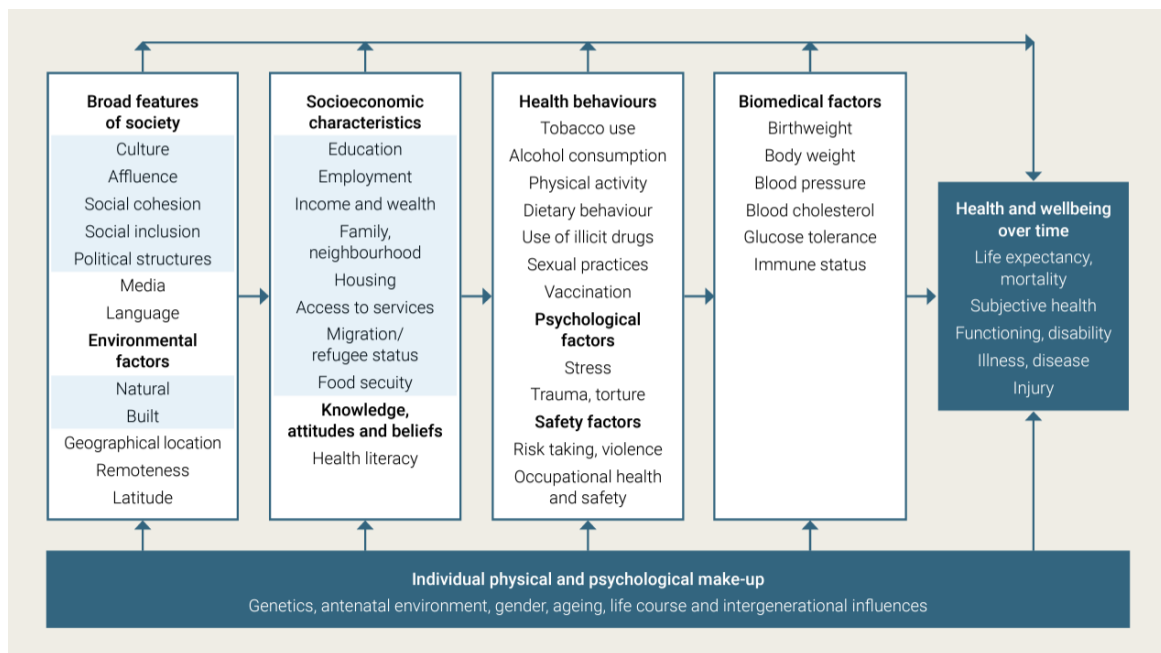 Broad features
of society
Culture
Affluence
Social cohesion
Social inclusion
Political structures
Media
Language
Environmental
factors
Natural
Built
Geographical location
Remoteness
Latitude
Socioeconomic
characteristics
Education
Employment
Income and wealth
Family,
neighbourhood
Housing
Access to services
Migration/
refugee status
Food secuity
Knowledge,
attitudes and beliefs
Health literacy
Health behaviours
Tobacco use
Alcohol consumption
Physical activity
Dietary behaviour
Use of illicit drugs
Sexual practices
Vaccination
Psychological
factors
Stress
Trauma, torture
Safety factors
Risk taking, violence
Occupational health
and safety
Biomedical factors
Birthweight
Body weight
Blood pressure
Blood cholesterol
Glucose tolerance
Immune status
Health and wellbeing
over time
Life expectancy,
mortality
Subjective health
Functioning, disability
Illness, disease
Injury
Individual physical and psychological make-up
Genetics, antenatal environment, gender, ageing, life course and intergenerational influences